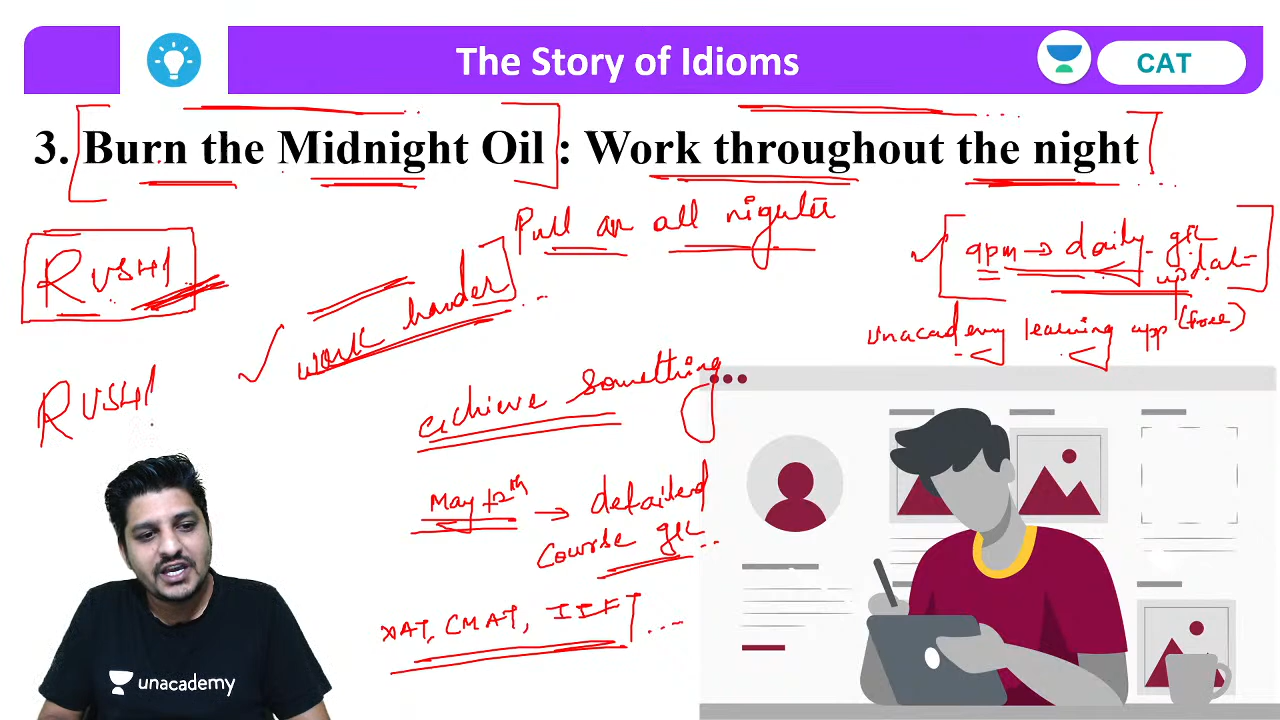 The Story of Idioms
CAT
3. Burn the Midnight Oil : Work throughout the night
Pull an all nighter
RUSHI
9pm → daily gk updat
work harder
unacademy learning app (free)
RUSHI
achieve something
May 12th → detailed
course gk
XAT, CMAT, IIFT
unacademy